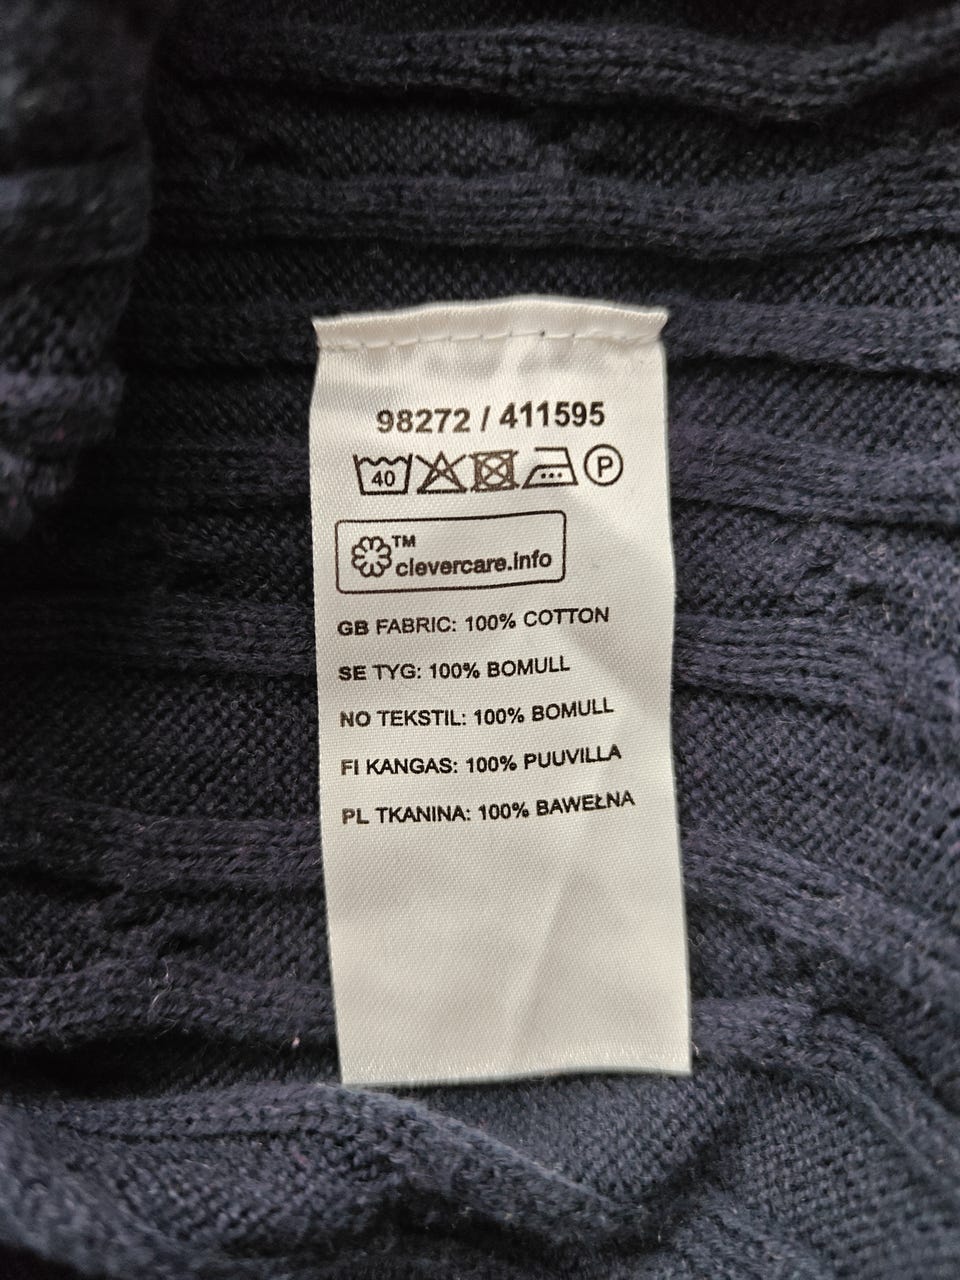 98272 / 411595
40 P
TM
clevercare.info
GB FABRIC: 100% COTTON
SE TYG: 100% BOMULL
NO TEKSTIL: 100% BOMULL
FI KANGAS: 100% PUUVILLA
PL TKANINA: 100% BAWEŁNA